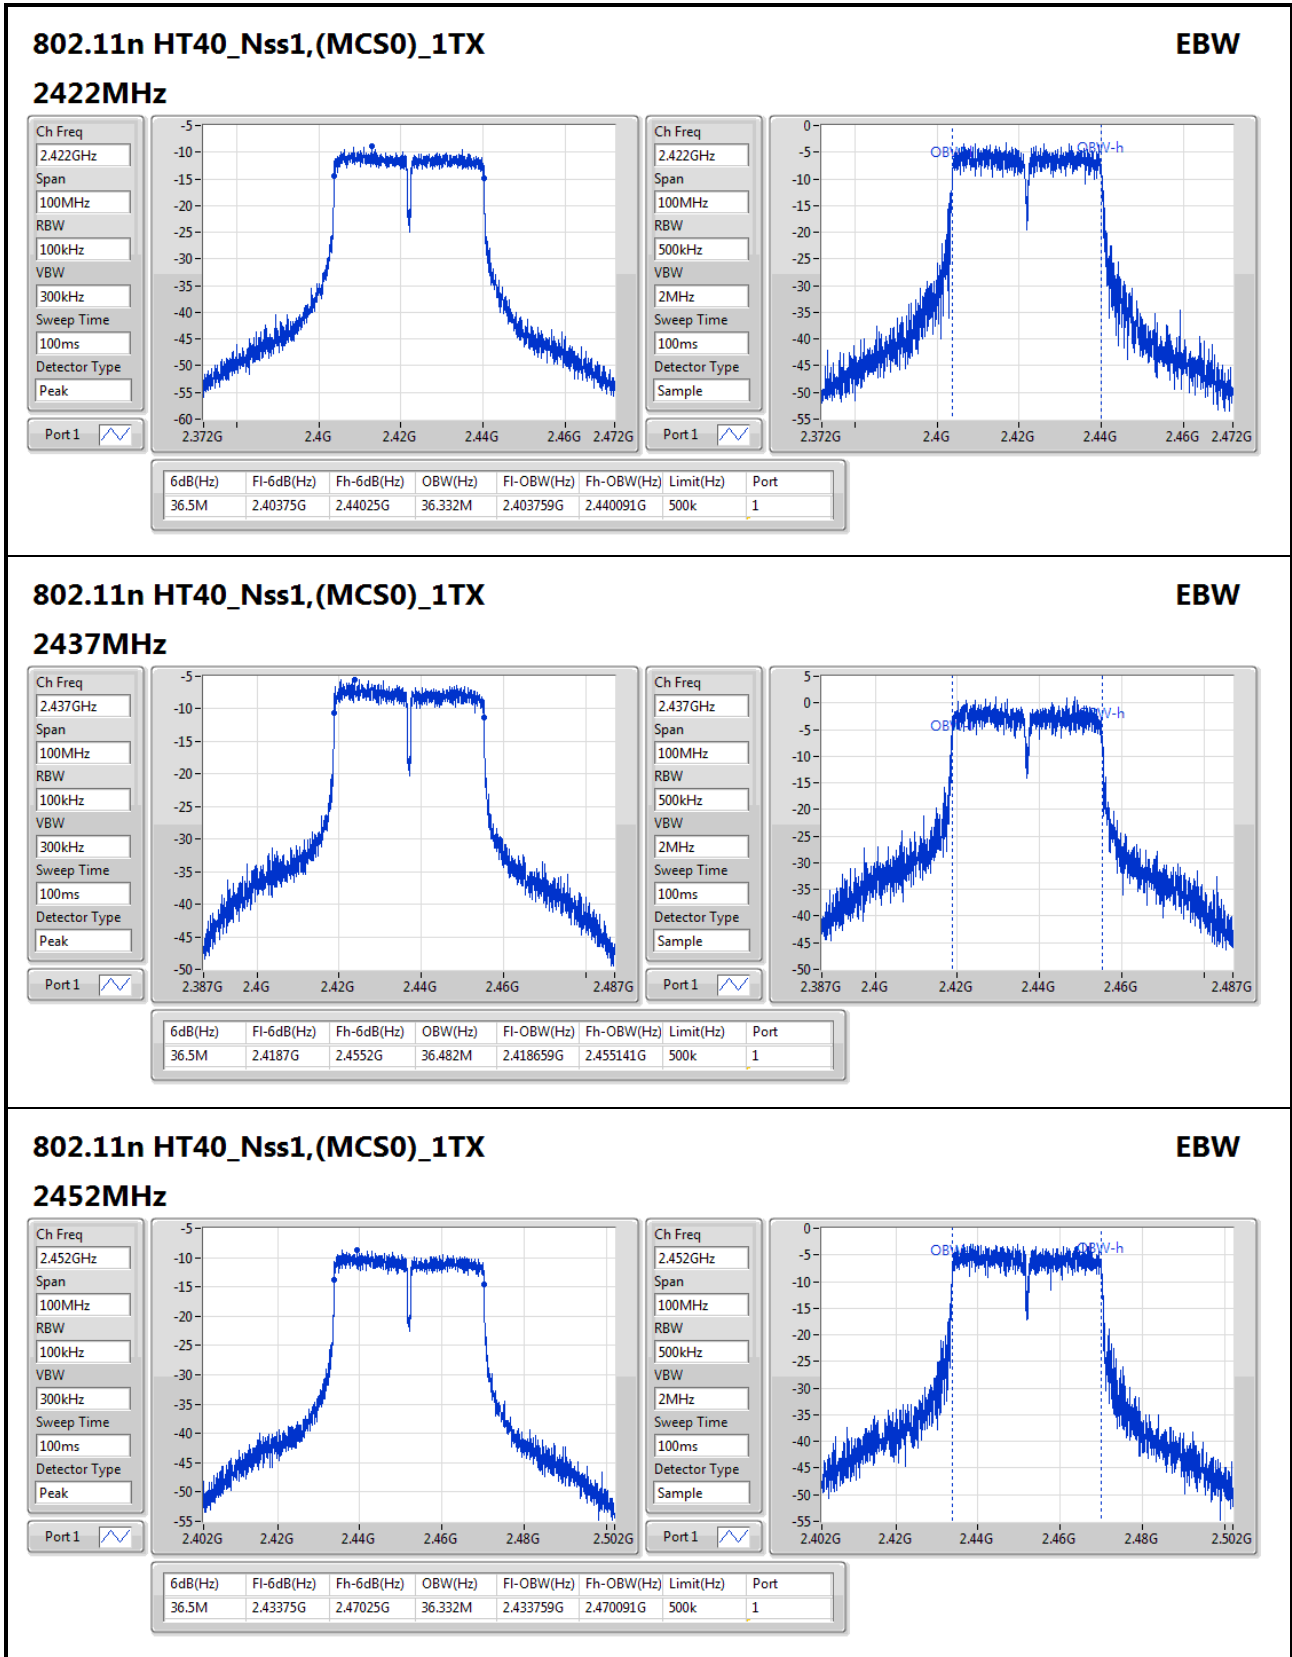 802.11n HT40_Nss1,(MCS0)_1TX EBW
2422MHz
Ch Freq
2.422GHz
Span
100MHz
RBW
100kHz
VBW
300kHz
Sweep Time
100ms
Detector Type
Peak
Port 1
-5
-10
-15
-20
-25
-30
-35
-40
-45
-50
-55
-60
2.372G 2.4G 2.42G 2.44G 2.46G 2.472G
Ch Freq
2.422GHz
Span
100MHz
RBW
500kHz
VBW
2MHz
Sweep Time
100ms
Detector Type
Sample
Port 1
0
-5
-10
-15
-20
-25
-30
-35
-40
-45
-50
-55
OBW-h
2.372G 2.4G 2.42G 2.44G 2.46G 2.472G
6dB(Hz) Fl-6dB(Hz) Fh-6dB(Hz) OBW(Hz) Fl-OBW(Hz) Fh-OBW(Hz) Limit(Hz) Port
36.5M 2.40375G 2.44025G 36.332M 2.403759G 2.440091G 500k 1
802.11n HT40_Nss1,(MCS0)_1TX EBW
2437MHz
Ch Freq
2.437GHz
Span
100MHz
RBW
100kHz
VBW
300kHz
Sweep Time
100ms
Detector Type
Peak
Port 1
-5
-10
-15
-20
-25
-30
-35
-40
-45
-50
2.387G 2.4G 2.42G 2.44G 2.46G 2.487G
Ch Freq
2.437GHz
Span
100MHz
RBW
500kHz
VBW
2MHz
Sweep Time
100ms
Detector Type
Sample
Port 1
5
0
-5
-10
-15
-20
-25
-30
-35
-40
-45
-50
OBW-h
2.387G 2.4G 2.42G 2.44G 2.46G 2.487G
6dB(Hz) Fl-6dB(Hz) Fh-6dB(Hz) OBW(Hz) Fl-OBW(Hz) Fh-OBW(Hz) Limit(Hz) Port
36.5M 2.4187G 2.4552G 36.482M 2.418659G 2.455141G 500k 1
802.11n HT40_Nss1,(MCS0)_1TX EBW
2452MHz
Ch Freq
2.452GHz
Span
100MHz
RBW
100kHz
VBW
300kHz
Sweep Time
100ms
Detector Type
Peak
Port 1
-5
-10
-15
-20
-25
-30
-35
-40
-45
-50
-55
2.402G 2.42G 2.44G 2.46G 2.48G 2.502G
Ch Freq
2.452GHz
Span
100MHz
RBW
500kHz
VBW
2MHz
Sweep Time
100ms
Detector Type
Sample
Port 1
0
-5
-10
-15
-20
-25
-30
-35
-40
-45
-50
-55
OBW-h
2.402G 2.42G 2.44G 2.46G 2.48G 2.502G
6dB(Hz) Fl-6dB(Hz) Fh-6dB(Hz) OBW(Hz) Fl-OBW(Hz) Fh-OBW(Hz) Limit(Hz) Port
36.5M 2.43375G 2.47025G 36.332M 2.433759G 2.470091G 500k 1